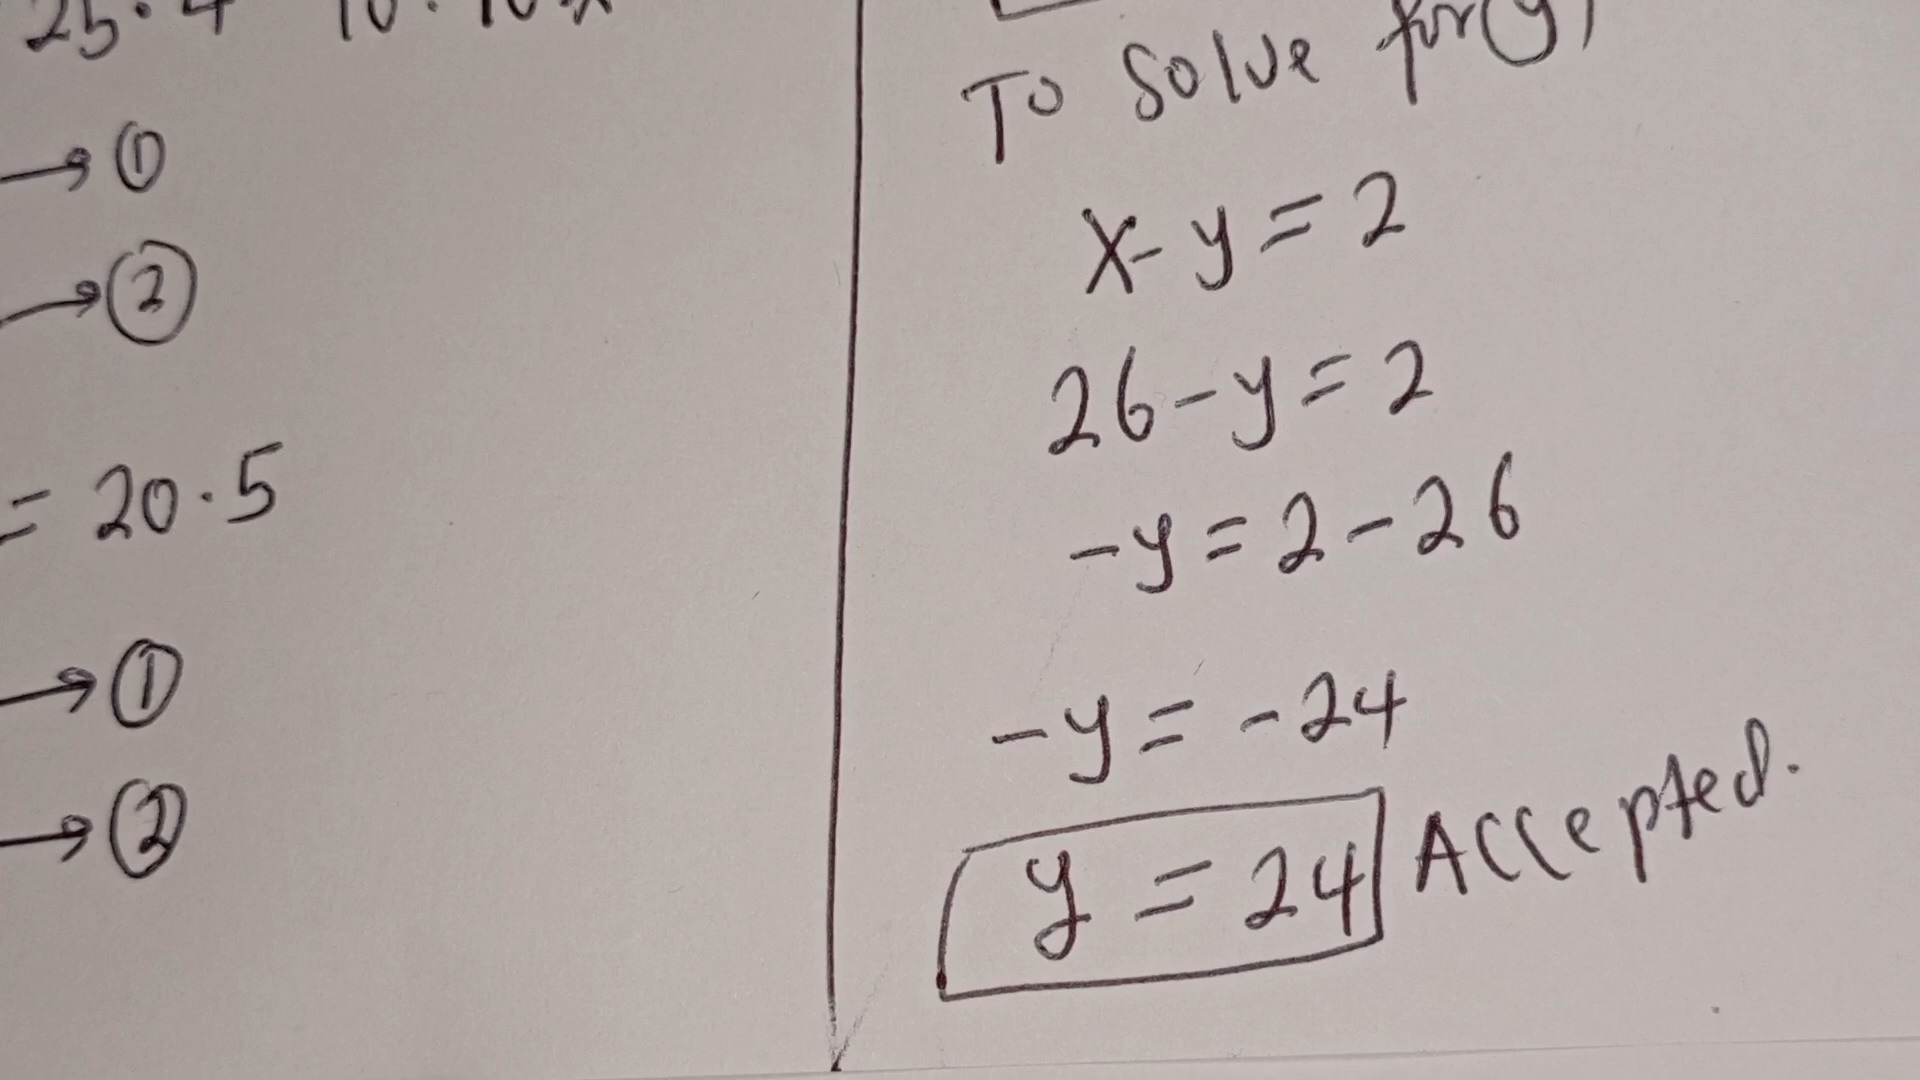 → ①
→ ②
= 20.5
→ ①
→ ②
To Solve for (y)
x - y = 2
26 - y = 2
-y = 2 - 26
-y = -24
y = 24 Accepted.